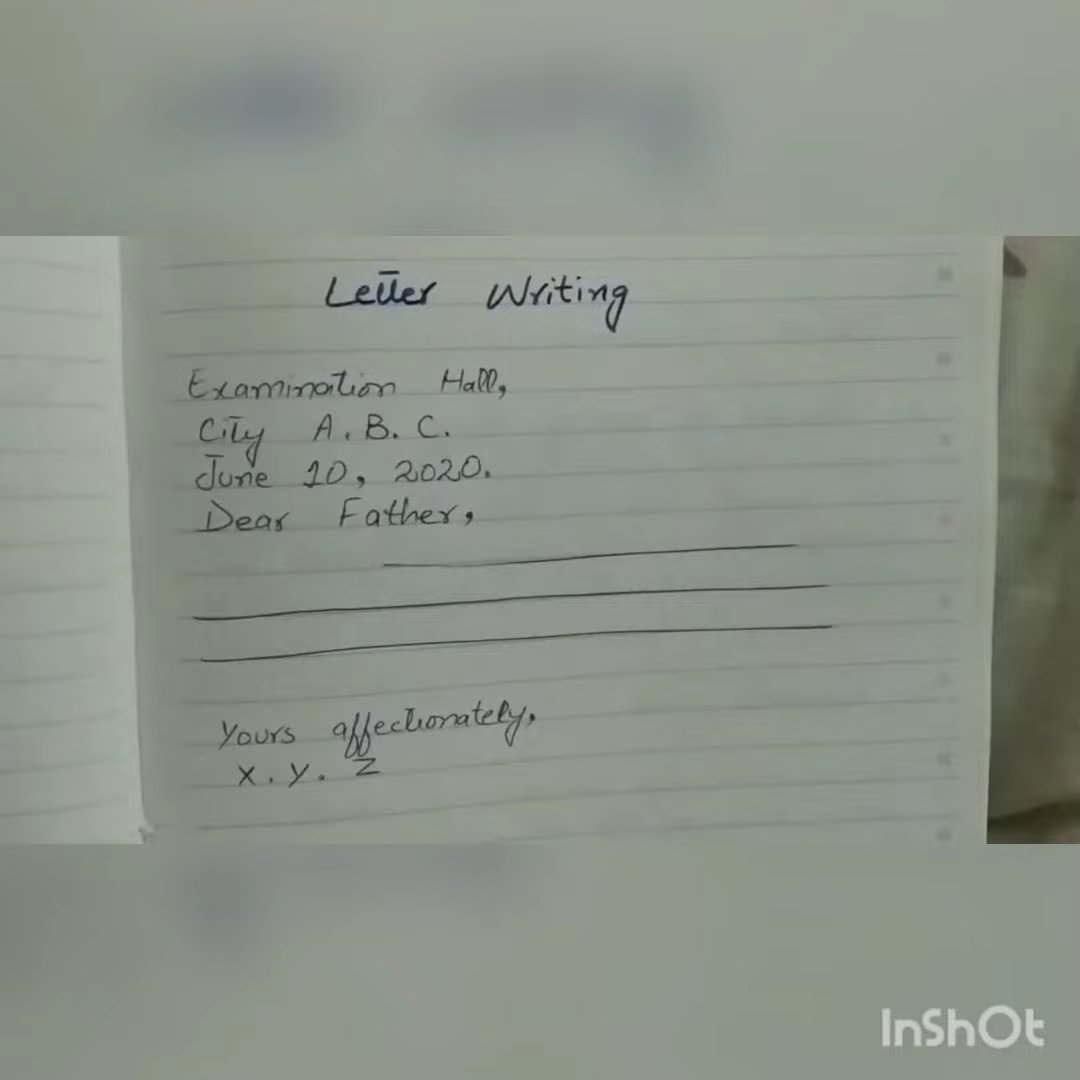 Letter Writing
Examination Hall,
City A. B. C.
June 10, 2020.
Dear Father,
Yours affectionately,
X. Y. Z
InShOt